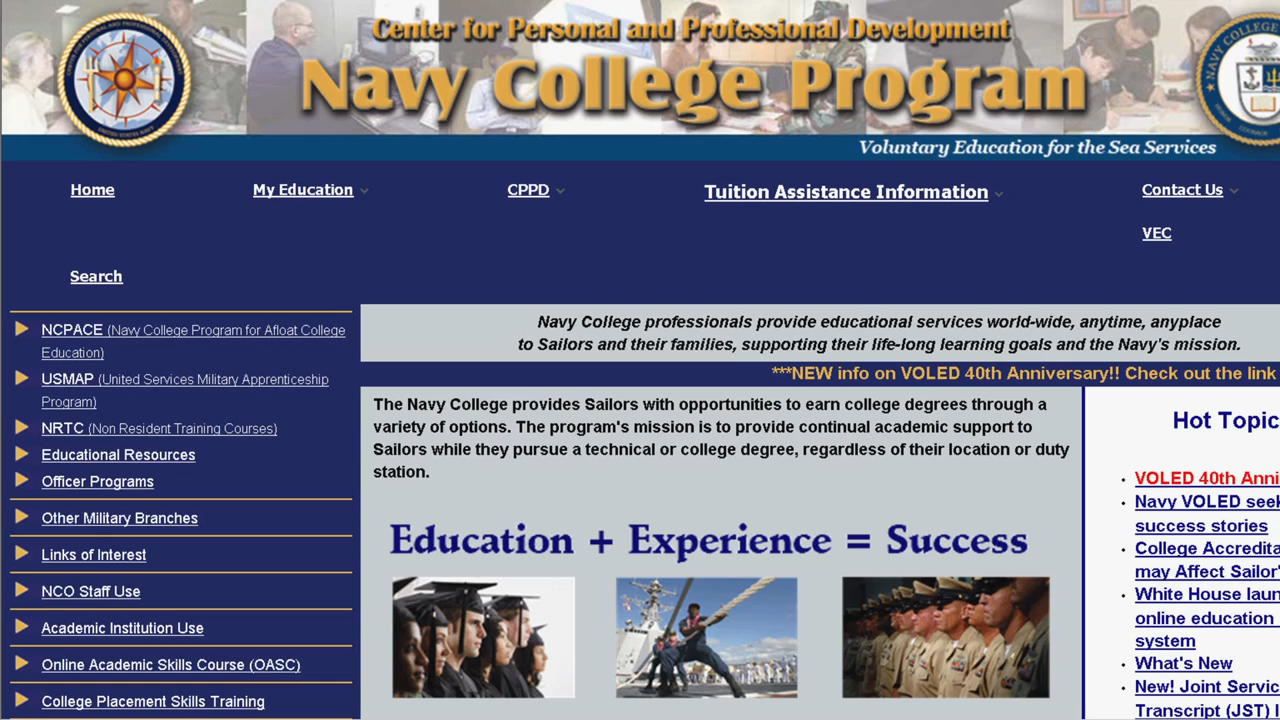 Center for Personal and Professional Development
Navy College Program
Voluntary Education for the Sea Services
Home
My Education
CPPD
Tuition Assistance Information
Contact Us
VEC
Search
NCPACE (Navy College Program for Afloat College
Education)
USMAP (United Services Military Apprenticeship
Program)
NRTC (Non Resident Training Courses)
Educational Resources
Officer Programs
Other Military Branches
Links of Interest
NCO Staff Use
Academic Institution Use
Online Academic Skills Course (OASC)
College Placement Skills Training
Navy College professionals provide educational services world-wide, anytime, anyplace
to Sailors and their families, supporting their life-long learning goals and the Navy's mission.
***NEW info on VOLED 40th Anniversary!! Check out the link
The Navy College provides Sailors with opportunities to earn college degrees through a
variety of options. The program's mission is to provide continual academic support to
Sailors while they pursue a technical or college degree, regardless of their location or duty
station.
Education + Experience = Success
Hot Topic
VOLED 40th Anni
Navy VOLED seek
success stories
College Accredita
may Affect Sailor'
White House laun
online education
system
What's New
New! Joint Servic
Transcript (JST) I